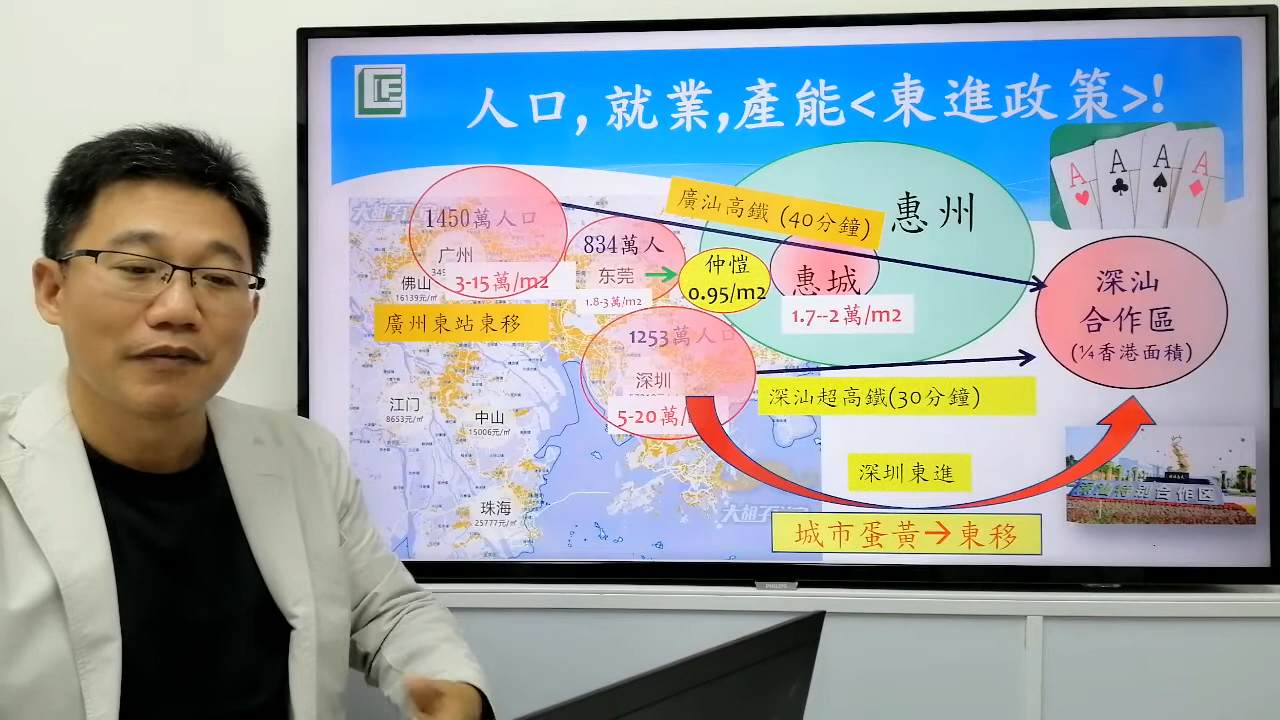 人口,就業,產能<東進政策>!
A A A A
1450萬人口
广州
3-15萬/m2
佛山
16139元/㎡
廣州東站東移
834萬人
东莞
1.8-3萬/m2
廣汕高鐵 (40分鐘)
惠州
仲愷
0.95/m2
惠城
1.7--2萬/m2
深汕
合作區
(¼香港面積)
1253萬人口
深圳
5-20萬/
深汕超高鐵(30分鐘)
江门
8653元/㎡
中山
15006元/㎡
珠海
25777元/㎡
深圳東進
城市蛋黃→東移
合作区
PHILIPS